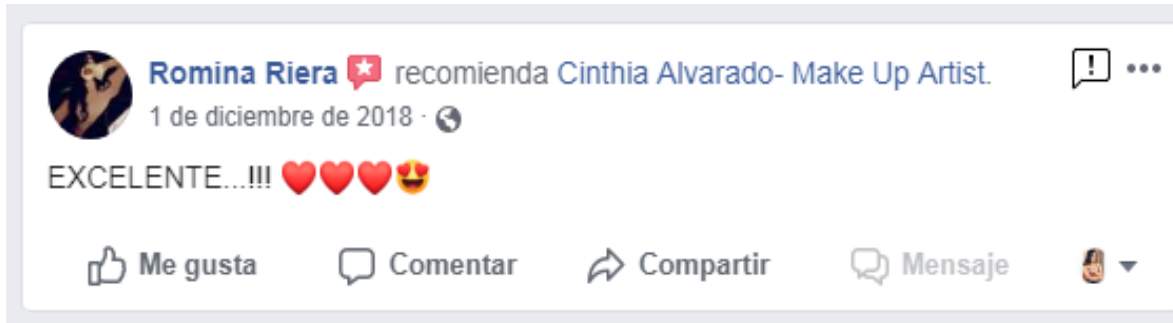 Romina Riera recomienda Cinthia Alvarado- Make Up Artist.
1 de diciembre de 2018 ·
EXCELENTE...!!! ❤️❤️❤️😍
Me gusta Comentar Compartir Mensaje